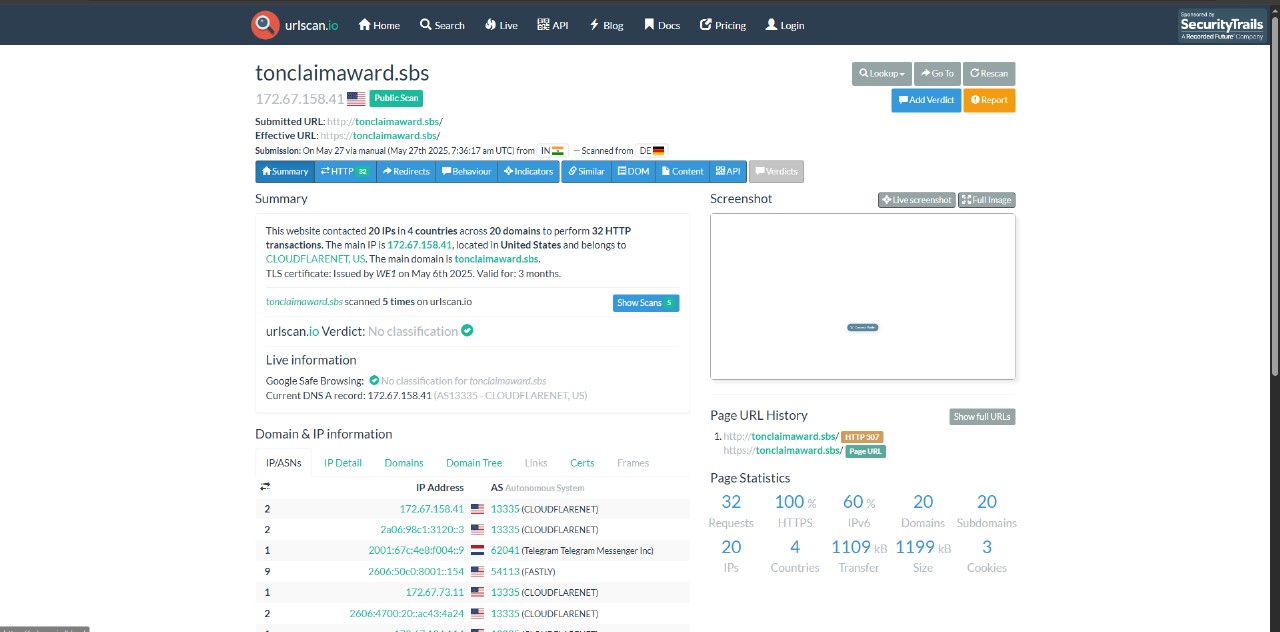 urlscan.io Home Search Live API Blog Docs Pricing Login
Sponsored by
SecurityTrails
A Recorded Future Company
tonclaimaward.sbs
Lookup Go To Rescan
172.67.158.41 Public Scan
Add Verdict Report
Submitted URL: http://tonclaimaward.sbs/
Effective URL: https://tonclaimaward.sbs/
Submission: On May 27 via manual (May 27th 2025, 7:36:17 am UTC) from IN — Scanned from DE
Summary HTTP 32 Redirects Behaviour Indicators Similar DOM Content API Verdicts
Summary
This website contacted 20 IPs in 4 countries across 20 domains to perform 32 HTTP
transactions. The main IP is 172.67.158.41, located in United States and belongs to
CLOUDFLARENET, US. The main domain is tonclaimaward.sbs.
TLS certificate: Issued by WE1 on May 6th 2025. Valid for: 3 months.
tonclaimaward.sbs scanned 5 times on urlscan.io Show Scans 5
urlscan.io Verdict: No classification
Live information
Google Safe Browsing: No classification for tonclaimaward.sbs
Current DNS A record: 172.67.158.41 (AS13335 - CLOUDFLARENET, US)
Domain & IP information
IP/ASNs IP Detail Domains Domain Tree Links Certs Frames
IP Address AS Autonomous System
2 172.67.158.41 13335 (CLOUDFLARENET)
2 2a06:98c1:3120::3 13335 (CLOUDFLARENET)
1 2001:67c:4e8:f004::9 62041 (Telegram Telegram Messenger Inc)
9 2606:50c0:8001::154 54113 (FASTLY)
1 172.67.73.11 13335 (CLOUDFLARENET)
2 2606:4700:20::ac43:4a24 13335 (CLOUDFLARENET)
Screenshot
Live screenshot Full Image
Page URL History Show full URLs
1. http://tonclaimaward.sbs/ HTTP 307
https://tonclaimaward.sbs/ Page URL
Page Statistics
32 100 % 60 % 20 20
Requests HTTPS IPv6 Domains Subdomains
20 4 1109 kB 1199 kB 3
IPs Countries Transfer Size Cookies